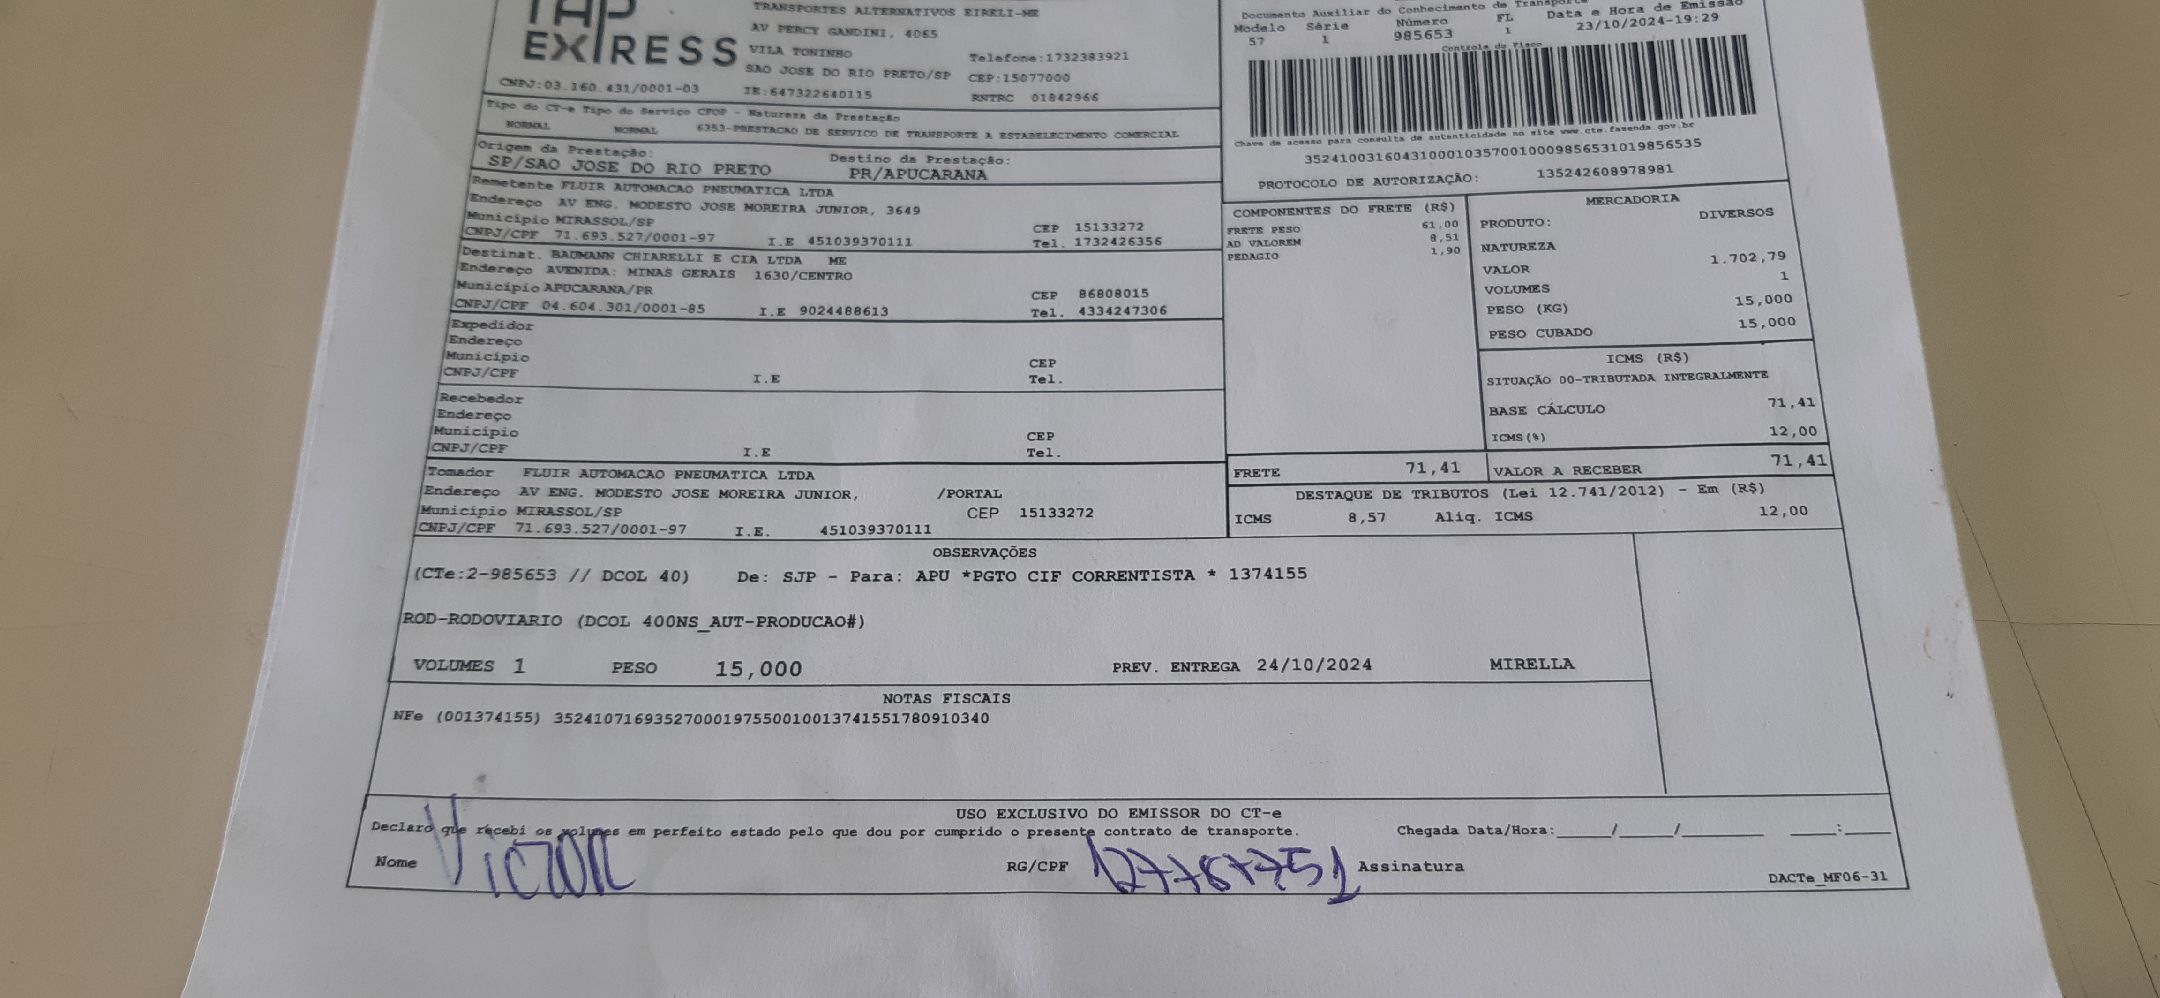 TAP
EXPRESS
TRANSPORTES ALTERNATIVOS EIRELI-ME
AV PERCY GANDINI, 4065
VILA TONINHO
Telefone:1732383921
SAO JOSE DO RIO PRETO/SP CEP:15077000
CNPJ:03.160.431/0001-03 IE:647322640115 RNTRC 01842966
Tipo do CT-e Tipo do Serviço CFOP - Natureza da Prestação
NORMAL NORMAL 6353-PRESTACAO DE SERVICO DE TRANSPORTE A ESTABELECIMENTO COMERCIAL
Origem da Prestação: Destino da Prestação:
SP/SAO JOSE DO RIO PRETO PR/APUCARANA
Remetente FLUIR AUTOMACAO PNEUMATICA LTDA
Endereço AV ENG. MODESTO JOSE MOREIRA JUNIOR, 3649
Município MIRASSOL/SP CEP 15133272
CNPJ/CPF 71.693.527/0001-97 I.E 451039370111 Tel. 1732426356
Destinat. BAUMANN CHIARELLI E CIA LTDA ME
Endereço AVENIDA: MINAS GERAIS 1630/CENTRO
Município APUCARANA/PR CEP 86808015
CNPJ/CPF 04.604.301/0001-85 I.E 9024488613 Tel. 4334247306
Expedidor
Endereço
Município CEP
CNPJ/CPF I.E Tel.
Recebedor
Endereço
Município CEP
CNPJ/CPF I.E Tel.
Tomador FLUIR AUTOMACAO PNEUMATICA LTDA
Endereço AV ENG. MODESTO JOSE MOREIRA JUNIOR, /PORTAL
Município MIRASSOL/SP CEP 15133272
CNPJ/CPF 71.693.527/0001-97 I.E. 451039370111
Documento Auxiliar do Conhecimento de Transporte
Modelo Série Número FL Data e Hora de Emissão
57 1 985653 1 23/10/2024-19:29
Controle do Fisco
Chave de acesso para consulta de autenticidade no site www.cte.fazenda.gov.br
35241003160431000103570010009856531019856535
PROTOCOLO DE AUTORIZAÇÃO: 135242608978981
COMPONENTES DO FRETE (R$)
FRETE PESO 61,00
AD VALOREM 8,51
PEDAGIO 1,90
MERCADORIA
PRODUTO: DIVERSOS
NATUREZA
VALOR 1.702,79
VOLUMES 1
PESO (KG) 15,000
PESO CUBADO 15,000
ICMS (R$)
SITUAÇÃO 00-TRIBUTADA INTEGRALMENTE
BASE CÁLCULO 71,41
ICMS(%) 12,00
FRETE 71,41 VALOR A RECEBER 71,41
DESTAQUE DE TRIBUTOS (Lei 12.741/2012) - Em (R$)
ICMS 8,57 Aliq. ICMS 12,00
OBSERVAÇÕES
(CTe:2-985653 // DCOL 40) De: SJP - Para: APU *PGTO CIF CORRENTISTA * 1374155
ROD-RODOVIARIO (DCOL 400NS_AUT-PRODUCAO#)
VOLUMES 1 PESO 15,000 PREV. ENTREGA 24/10/2024 MIRELLA
NOTAS FISCAIS
NFe (001374155) 35241071693527000197550010013741551780910340
USO EXCLUSIVO DO EMISSOR DO CT-e
Declaro que recebi os volumes em perfeito estado pelo que dou por cumprido o presente contrato de transporte. Chegada Data/Hora:______/______/_________ _____:_____
Nome Victor RG/CPF 127767751 Assinatura
DACTe_MF06-31